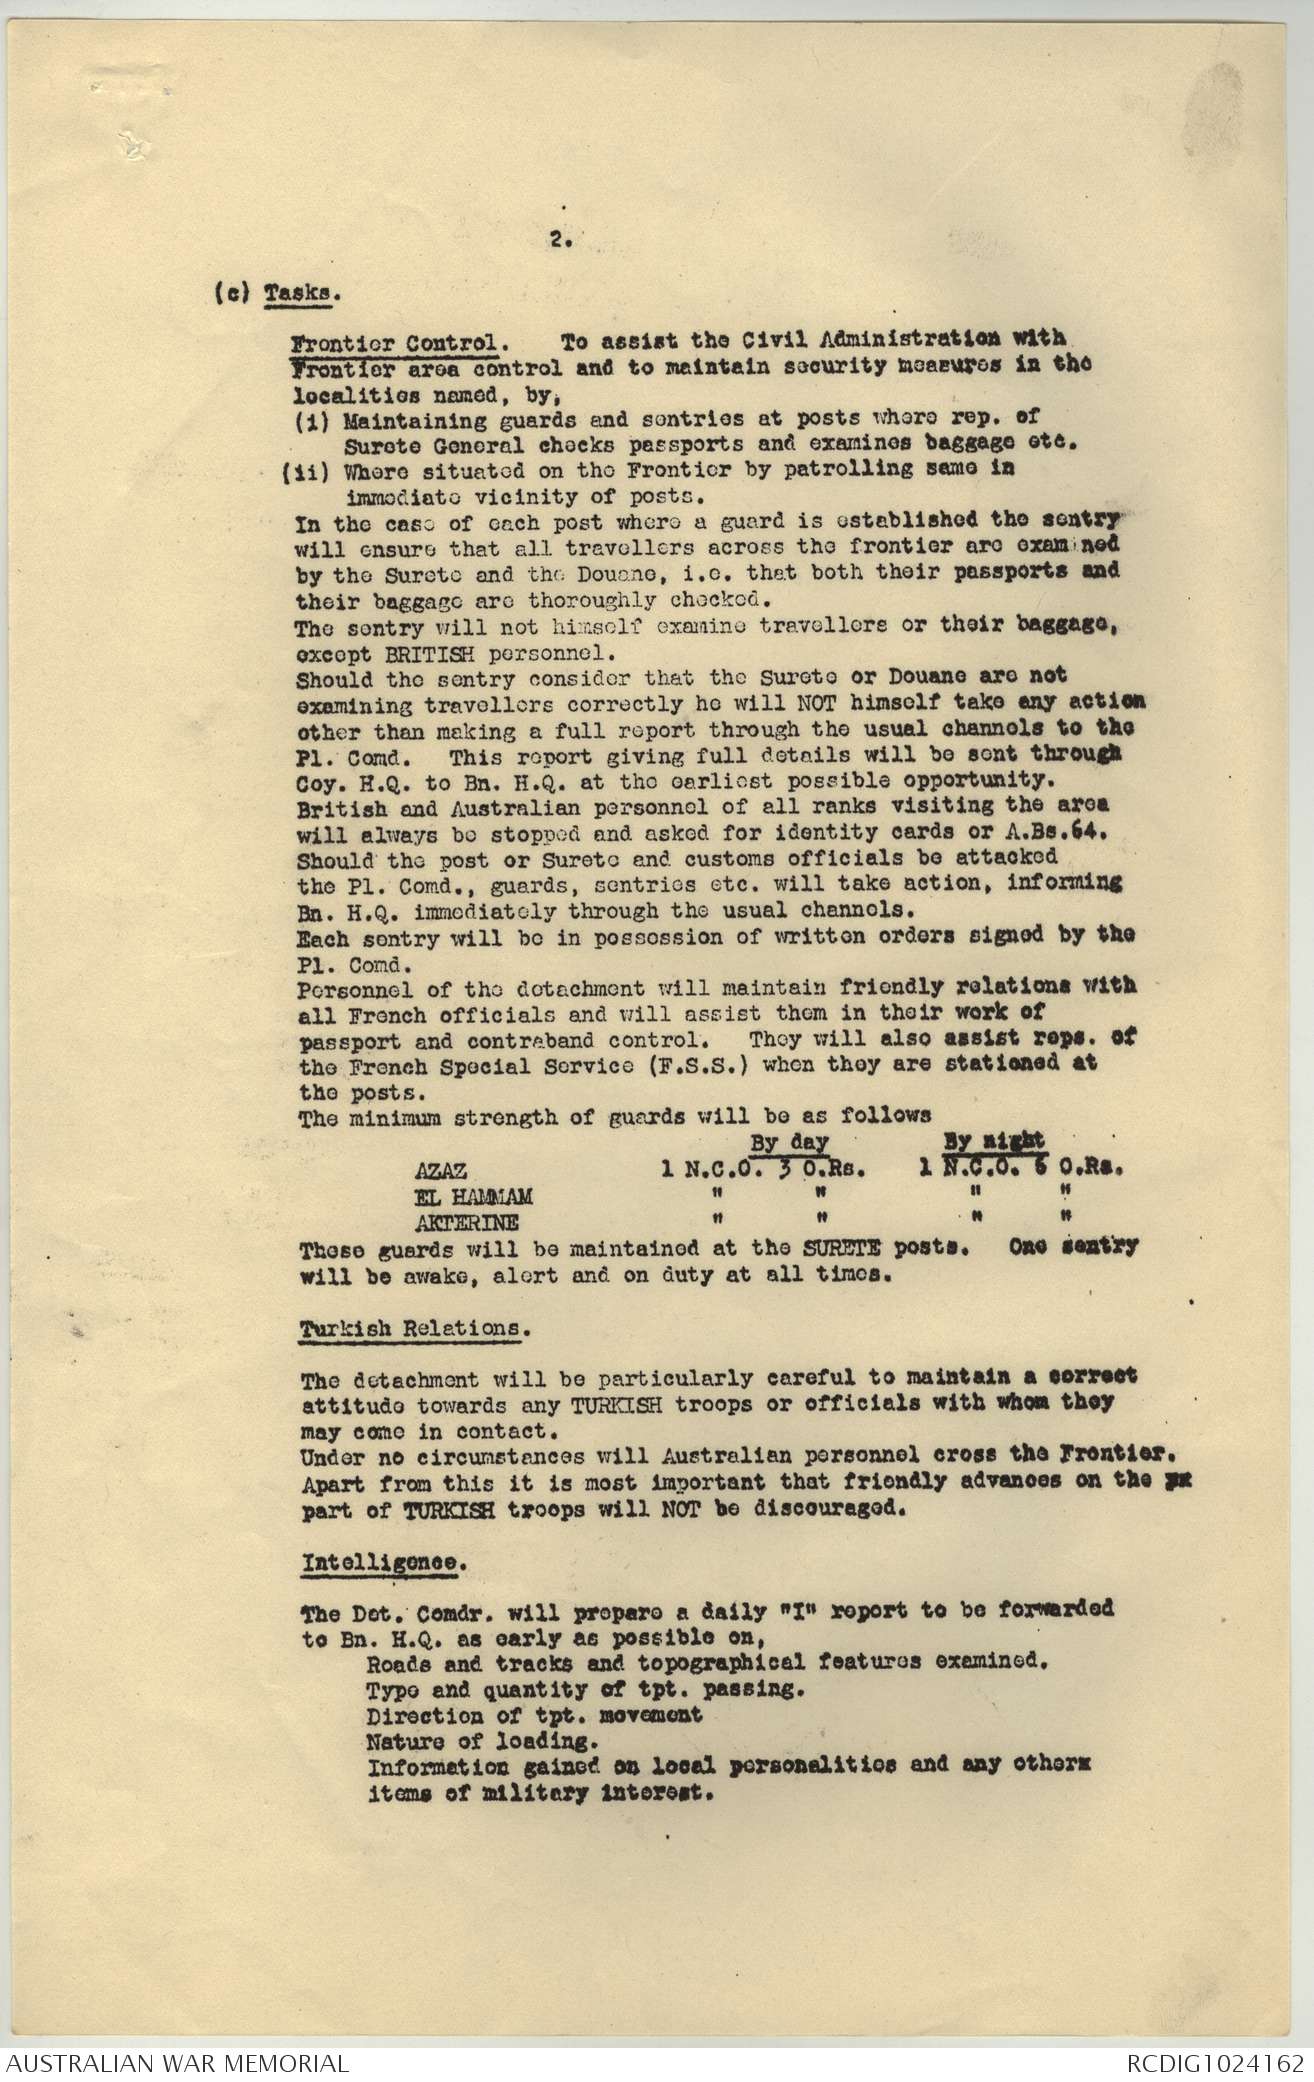 2.
(c) Tasks.
Frontier Control. To assist the Civil Administration with
Frontier area control and to maintain security measures in the
localities named, by,
(i) Maintaining guards and sentries at posts where rep. of
Surete General checks passports and examines baggage etc.
(ii) Where situated on the Frontier by patrolling same in
immediate vicinity of posts.
In the case of each post where a guard is established the sentry
will ensure that all travellers across the frontier are examined
by the Surete and the Douane, i.e. that both their passports and
their baggage are thoroughly checked.
The sentry will not himself examine travellers or their baggage,
except BRITISH personnel.
Should the sentry consider that the Surete or Douane are not
examining travellers correctly he will NOT himself take any action
other than making a full report through the usual channels to the
Pl. Comd. This report giving full details will be sent through
Coy. H.Q. to Bn. H.Q. at the earliest possible opportunity.
British and Australian personnel of all ranks visiting the area
will always be stopped and asked for identity cards or A.Bs.64.
Should the post or Surete and customs officials be attacked
the Pl. Comd., guards, sentries etc. will take action, informing
Bn. H.Q. immediately through the usual channels.
Each sentry will be in possession of written orders signed by the
Pl. Comd.
Personnel of the detachment will maintain friendly relations with
all French officials and will assist them in their work of
passport and contraband control. They will also assist reps. of
the French Special Service (F.S.S.) when they are stationed at
the posts.
The minimum strength of guards will be as follows
By day By night
AZAZ 1 N.C.O. 3 O.Rs. 1 N.C.O. 6 O.Rs.
EL HAMMAM " " " "
AKTERINE " " " "
These guards will be maintained at the SURETE posts. One sentry
will be awake, alert and on duty at all times.
Turkish Relations.
The detachment will be particularly careful to maintain a correct
attitude towards any TURKISH troops or officials with whom they
may come in contact.
Under no circumstances will Australian personnel cross the Frontier.
Apart from this it is most important that friendly advances on the
part of TURKISH troops will NOT be discouraged.
Intelligence.
The Det. Comdr. will prepare a daily "I" report to be forwarded
to Bn. H.Q. as early as possible on,
Roads and tracks and topographical features examined.
Type and quantity of tpt. passing.
Direction of tpt. movement
Nature of loading.
Information gained on local personalities and any other
items of military interest.
AUSTRALIAN WAR MEMORIAL RCDIG1024162